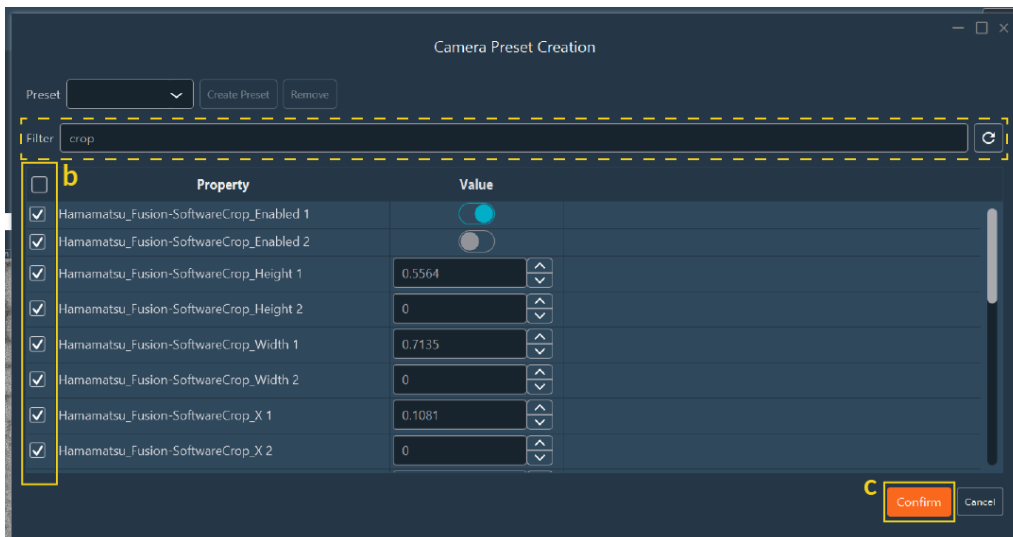 Camera Preset Creation
Preset Create Preset Remove
Filter crop
b
Property Value
Hamamatsu_Fusion-SoftwareCrop_Enabled 1
Hamamatsu_Fusion-SoftwareCrop_Enabled 2
Hamamatsu_Fusion-SoftwareCrop_Height 1 0.5564
Hamamatsu_Fusion-SoftwareCrop_Height 2 0
Hamamatsu_Fusion-SoftwareCrop_Width 1 0.7135
Hamamatsu_Fusion-SoftwareCrop_Width 2 0
Hamamatsu_Fusion-SoftwareCrop_X 1 0.1081
Hamamatsu_Fusion-SoftwareCrop_X 2 0
c
Confirm Cancel